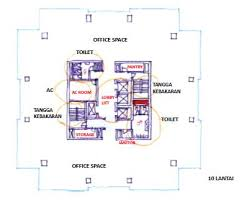 OFFICE SPACE
TOILET
PANTRY
AC
AC ROOM
LOBBY
LIFT
TANGGA
KEBAKARAN
TANGGA
KEBAKARAN
TOILET
STORAGE
OFFICE SPACE
10 LANTAI